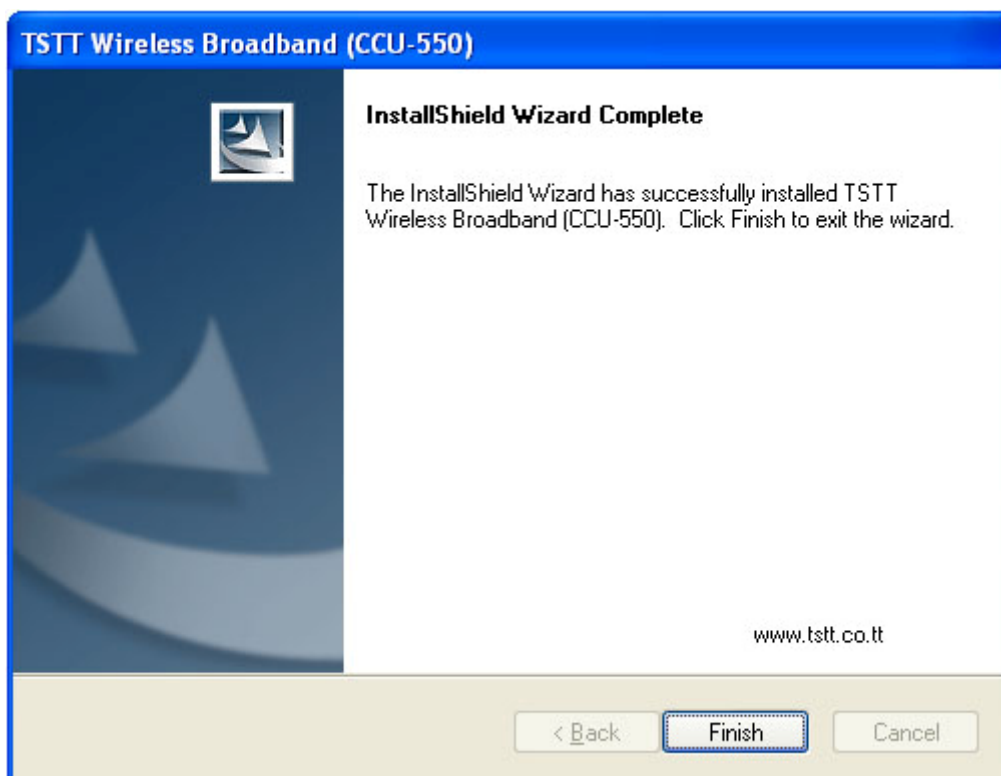 TSTT Wireless Broadband (CCU-550)
InstallShield Wizard Complete
The InstallShield Wizard has successfully installed TSTT
Wireless Broadband (CCU-550). Click Finish to exit the wizard.
www.tstt.co.tt
< Back Finish Cancel